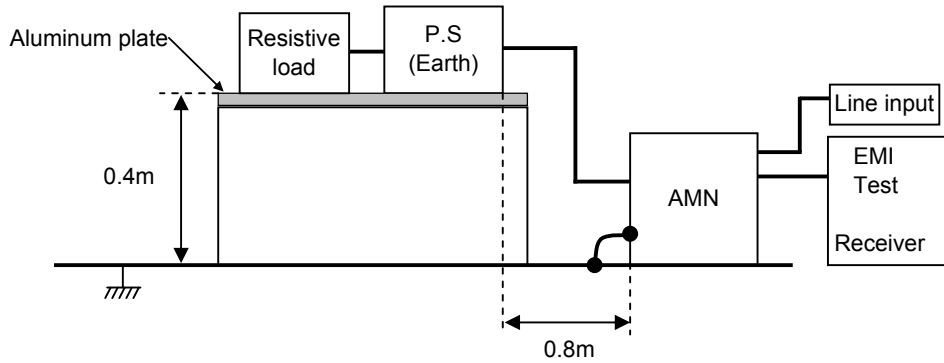 Aluminum plate
Resistive
load
P.S
(Earth)
Line input
EMI
Test
Receiver
AMN
0.4m
0.8m